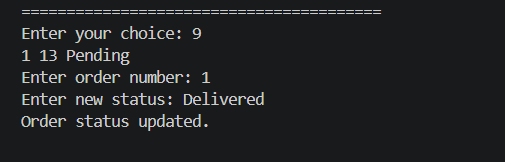 ========================================
Enter your choice: 9
1 13 Pending
Enter order number: 1
Enter new status: Delivered
Order status updated.